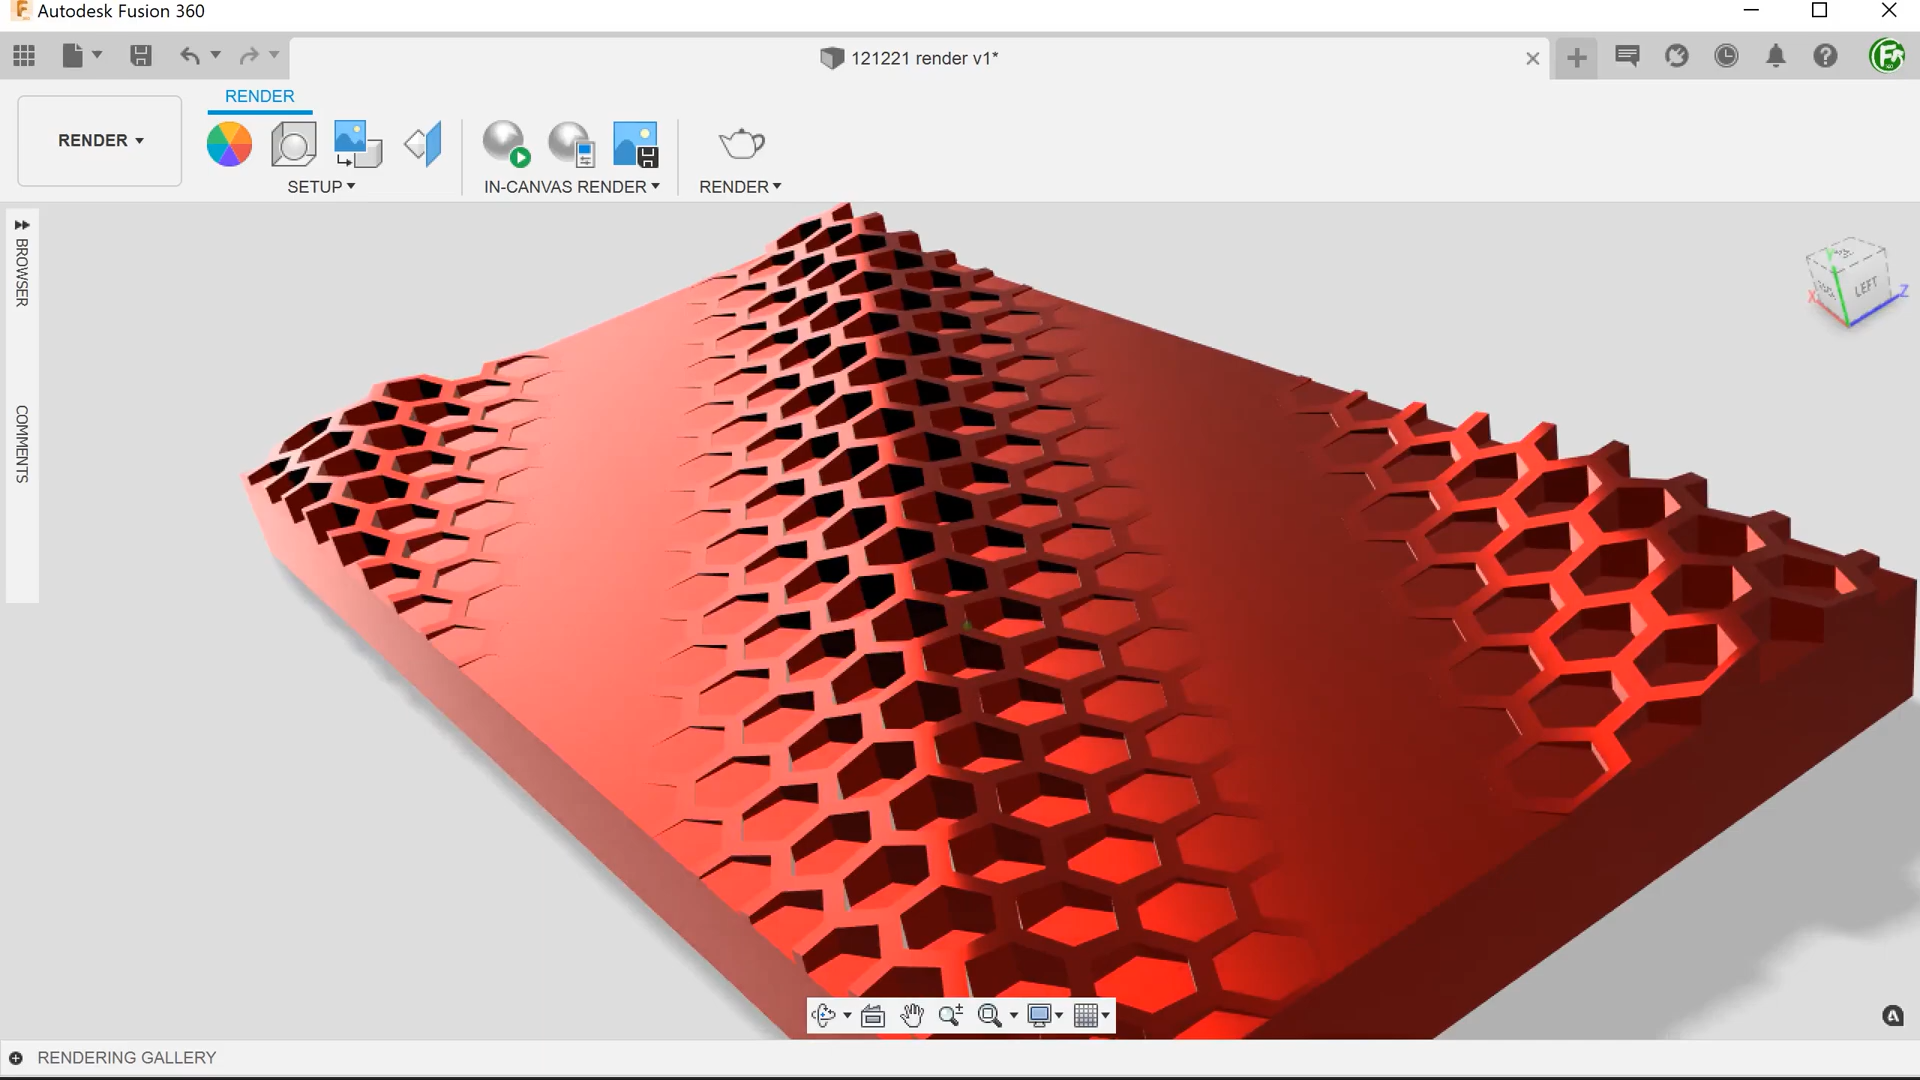 Autodesk Fusion 360
121221 render v1*
RENDER
RENDER
SETUP
IN-CANVAS RENDER
RENDER
BROWSER
COMMENTS
LEFT
X
Z
RENDERING GALLERY